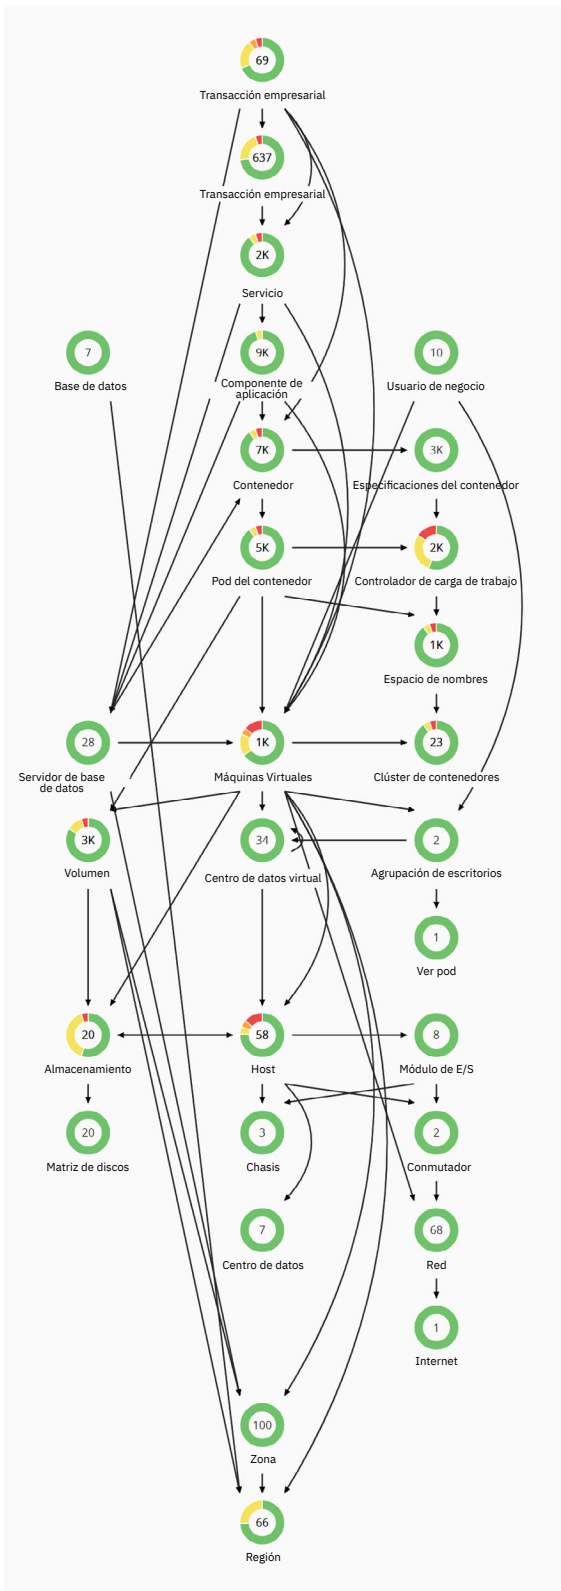 69
Transacción empresarial
637
Transacción empresarial
2K
Servicio
7
Base de datos
9K
Componente de
aplicación
10
Usuario de negocio
7K
Contenedor
3K
Especificaciones del contenedor
5K
Pod del contenedor
2K
Controlador de carga de trabajo
1K
Espacio de nombres
28
Servidor de base
de datos
1K
Máquinas Virtuales
23
Clúster de contenedores
3K
Volumen
34
Centro de datos virtual
2
Agrupación de escritorios
1
Ver pod
20
Almacenamiento
58
Host
8
Módulo de E/S
20
Matriz de discos
3
Chasis
2
Conmutador
7
Centro de datos
68
Red
1
Internet
100
Zona
66
Región